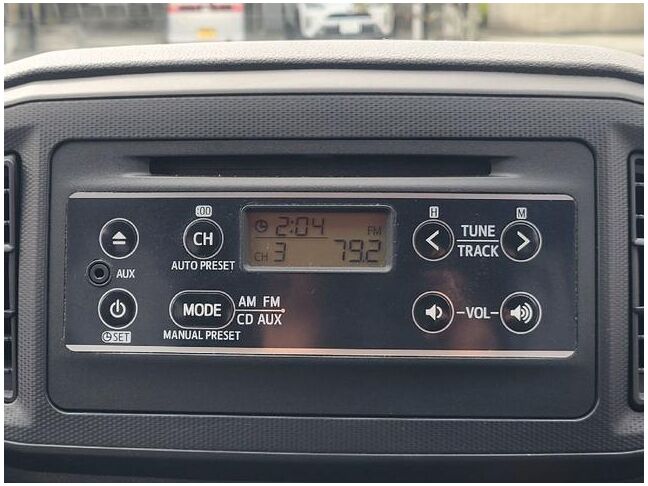 :00
H
M
2:04
FM
CH
TUNE
TRACK
CH 3
79.2
AUTO PRESET
AUX
MODE
AM FM
CD AUX
VOL
SET
MANUAL PRESET